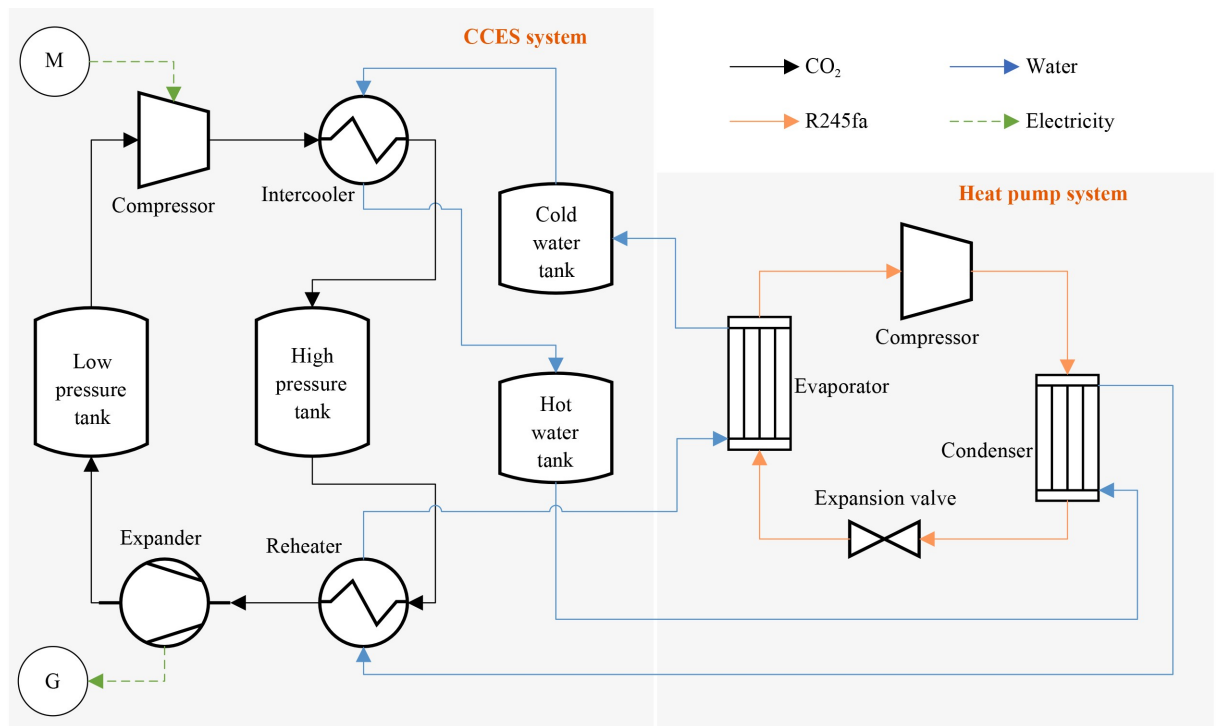 CCES system
M
CO₂
Water
R245fa
Electricity
Compressor
Intercooler
Cold
water
tank
Heat pump system
Compressor
Low
pressure
tank
High
pressure
tank
Hot
water
tank
Evaporator
Condenser
Expansion valve
Expander
Reheater
G